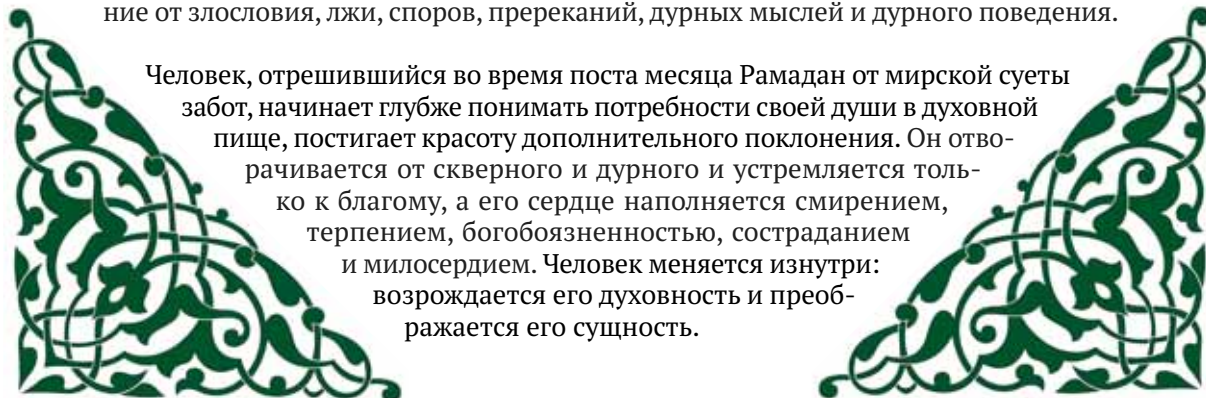 ние от злословия, лжи, споров, пререканий, дурных мыслей и дурного поведения.
Человек, отрешившийся во время поста месяца Рамадан от мирской суеты
забот, начинает глубже понимать потребности своей души в духовной
пище, постигает красоту дополнительного поклонения. Он отво-
рачивается от скверного и дурного и устремляется толь-
ко к благому, а его сердце наполняется смирением,
терпением, богобоязненностью, состраданием
и милосердием. Человек меняется изнутри:
возрождается его духовность и преоб-
ражается его сущность.